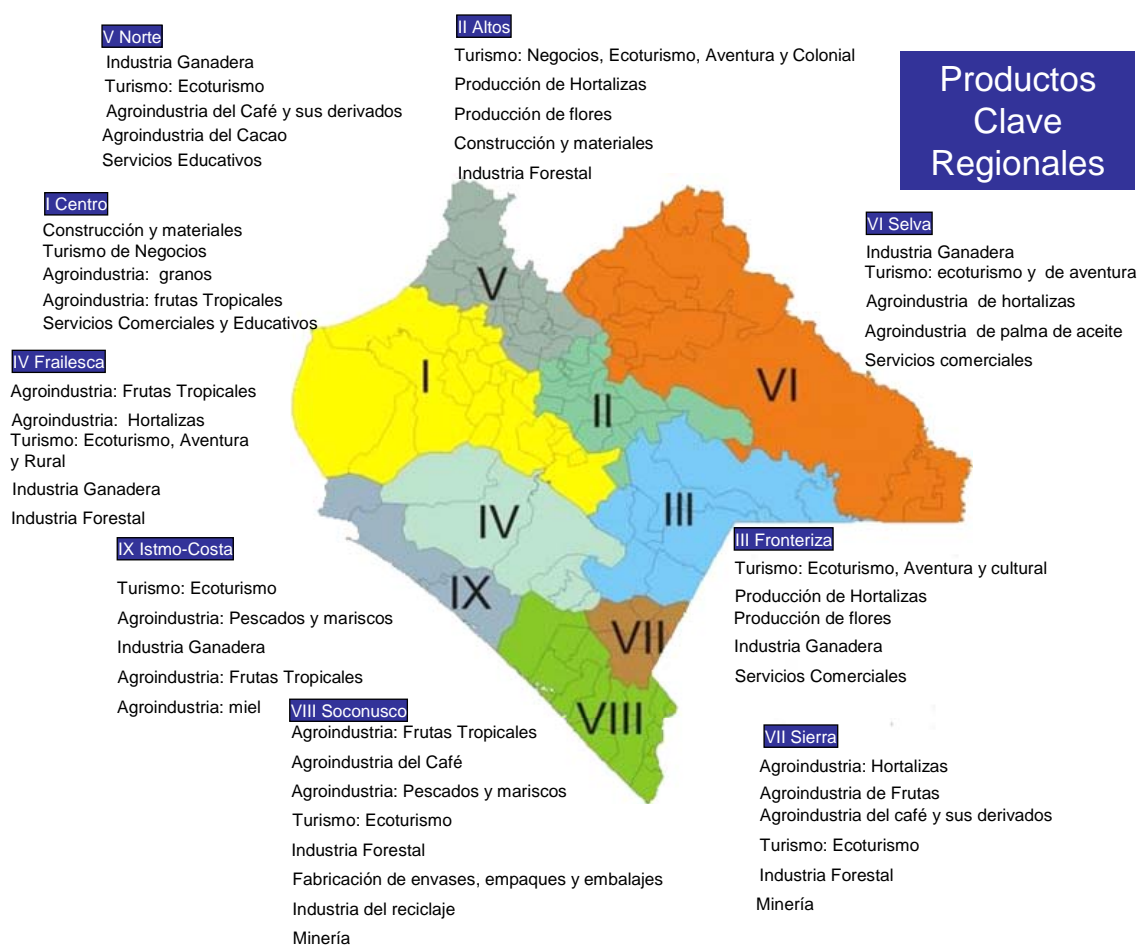 V Norte
Industria Ganadera
Turismo: Ecoturismo
Agroindustria del Café y sus derivados
Agroindustria del Cacao
Servicios Educativos
II Altos
Turismo: Negocios, Ecoturismo, Aventura y Colonial
Producción de Hortalizas
Producción de flores
Construcción y materiales
Industria Forestal
Productos
Clave
Regionales
I Centro
Construcción y materiales
Turismo de Negocios
Agroindustria: granos
Agroindustria: frutas Tropicales
Servicios Comerciales y Educativos
VI Selva
Industria Ganadera
Turismo: ecoturismo y de aventura
Agroindustria de hortalizas
Agroindustria de palma de aceite
Servicios comerciales
IV Frailesca
Agroindustria: Frutas Tropicales
Agroindustria: Hortalizas
Turismo: Ecoturismo, Aventura
y Rural
Industria Ganadera
Industria Forestal
V
I
II
VI
III
IV
IX
VII
VIII
IX Istmo-Costa
Turismo: Ecoturismo
Agroindustria: Pescados y mariscos
Industria Ganadera
Agroindustria: Frutas Tropicales
Agroindustria: miel
III Fronteriza
Turismo: Ecoturismo, Aventura y cultural
Producción de Hortalizas
Producción de flores
Industria Ganadera
Servicios Comerciales
VIII Soconusco
Agroindustria: Frutas Tropicales
Agroindustria del Café
Agroindustria: Pescados y mariscos
Turismo: Ecoturismo
Industria Forestal
Fabricación de envases, empaques y embalajes
Industria del reciclaje
Minería
VII Sierra
Agroindustria: Hortalizas
Agroindustria de Frutas
Agroindustria del café y sus derivados
Turismo: Ecoturismo
Industria Forestal
Minería